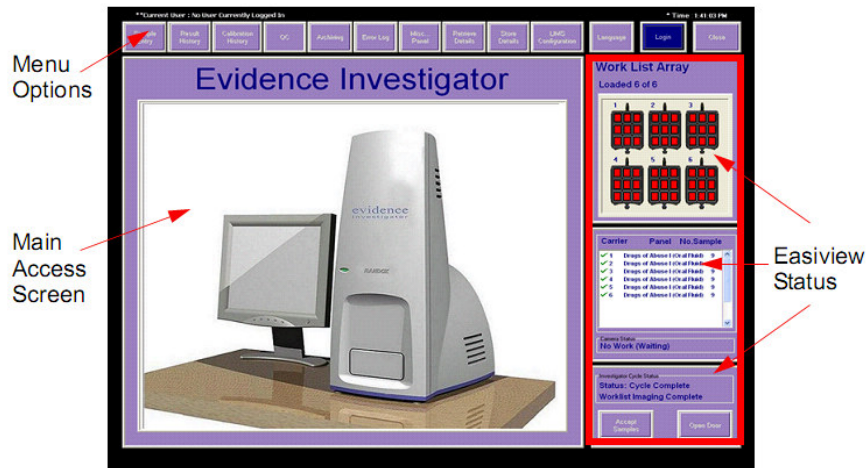 **Current User : No User Currently Logged In
* Time 1:41:03 PM
Sample Entry
Result History
Calibration History
QC
Archiving
Error Log
Misc... Panel
Retrieve Details
Store Details
LIMS Configuration
Language
Login
Close
Menu
Options
Evidence Investigator
Work List Array
Loaded 6 of 6
1 2 3
4 5 6
evidence
investigator
RANDOX
Main
Access
Screen
Easiview
Status
Carrier Panel No.Sample
1 Drugs of Abuse I (Oral Fluid) 9
2 Drugs of Abuse I (Oral Fluid) 9
3 Drugs of Abuse I (Oral Fluid) 9
4 Drugs of Abuse I (Oral Fluid) 9
5 Drugs of Abuse I (Oral Fluid) 9
6 Drugs of Abuse I (Oral Fluid) 9
Camera Status
No Work (Waiting)
Investigator Cycle Status
Status: Cycle Complete
Worklist Imaging Complete
Accept
Samples
Open Door